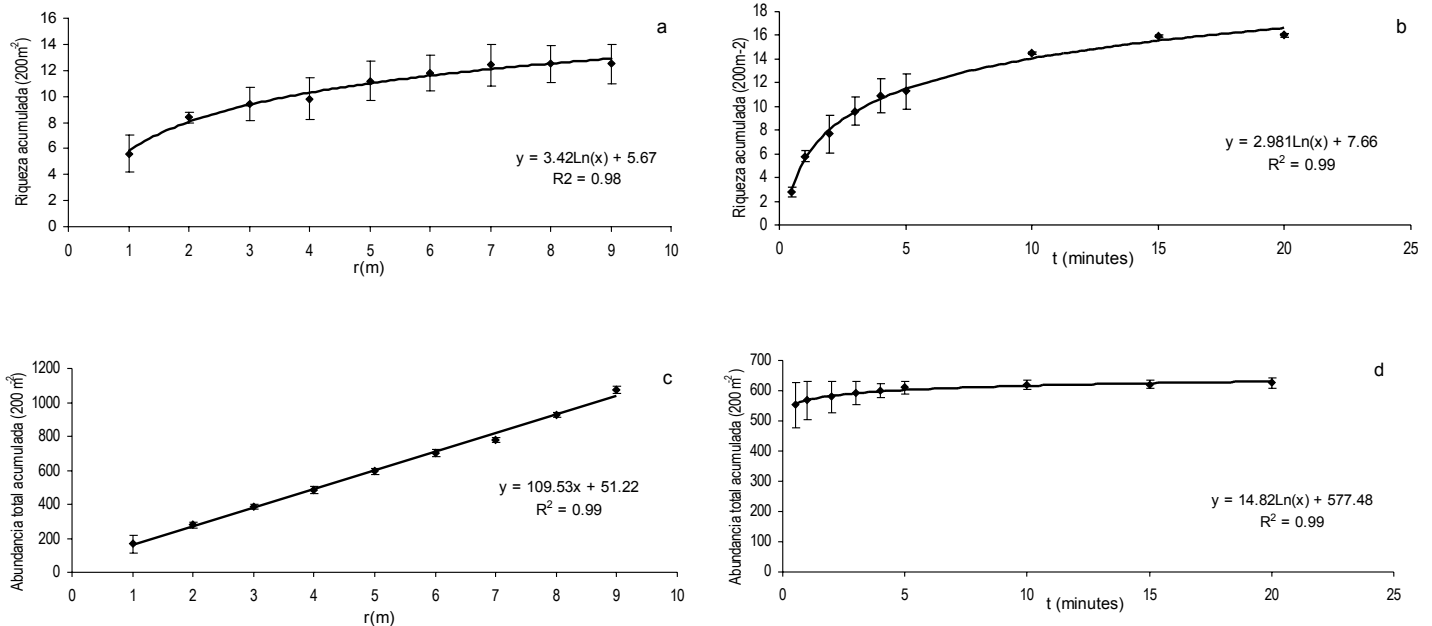 a
Riqueza acumulada (200m⁻²)
16
14
12
10
8
6
4
2
0
y = 3.42Ln(x) + 5.67
R2 = 0.98
0 1 2 3 4 5 6 7 8 9 10
r(m)
b
Riqueza acumulada (200m-2)
18
16
14
12
10
8
6
4
2
0
y = 2.981Ln(x) + 7.66
R² = 0.99
0 5 10 15 20 25
t (minutes)
c
Abundancia total acumulada (200 m⁻²)
1200
1000
800
600
400
200
0
y = 109.53x + 51.22
R² = 0.99
0 1 2 3 4 5 6 7 8 9 10
r(m)
d
Abundancia total acumulada (200 m⁻²)
700
600
500
400
300
200
100
0
y = 14.82Ln(x) + 577.48
R² = 0.99
0 5 10 15 20 25
t (minutes)